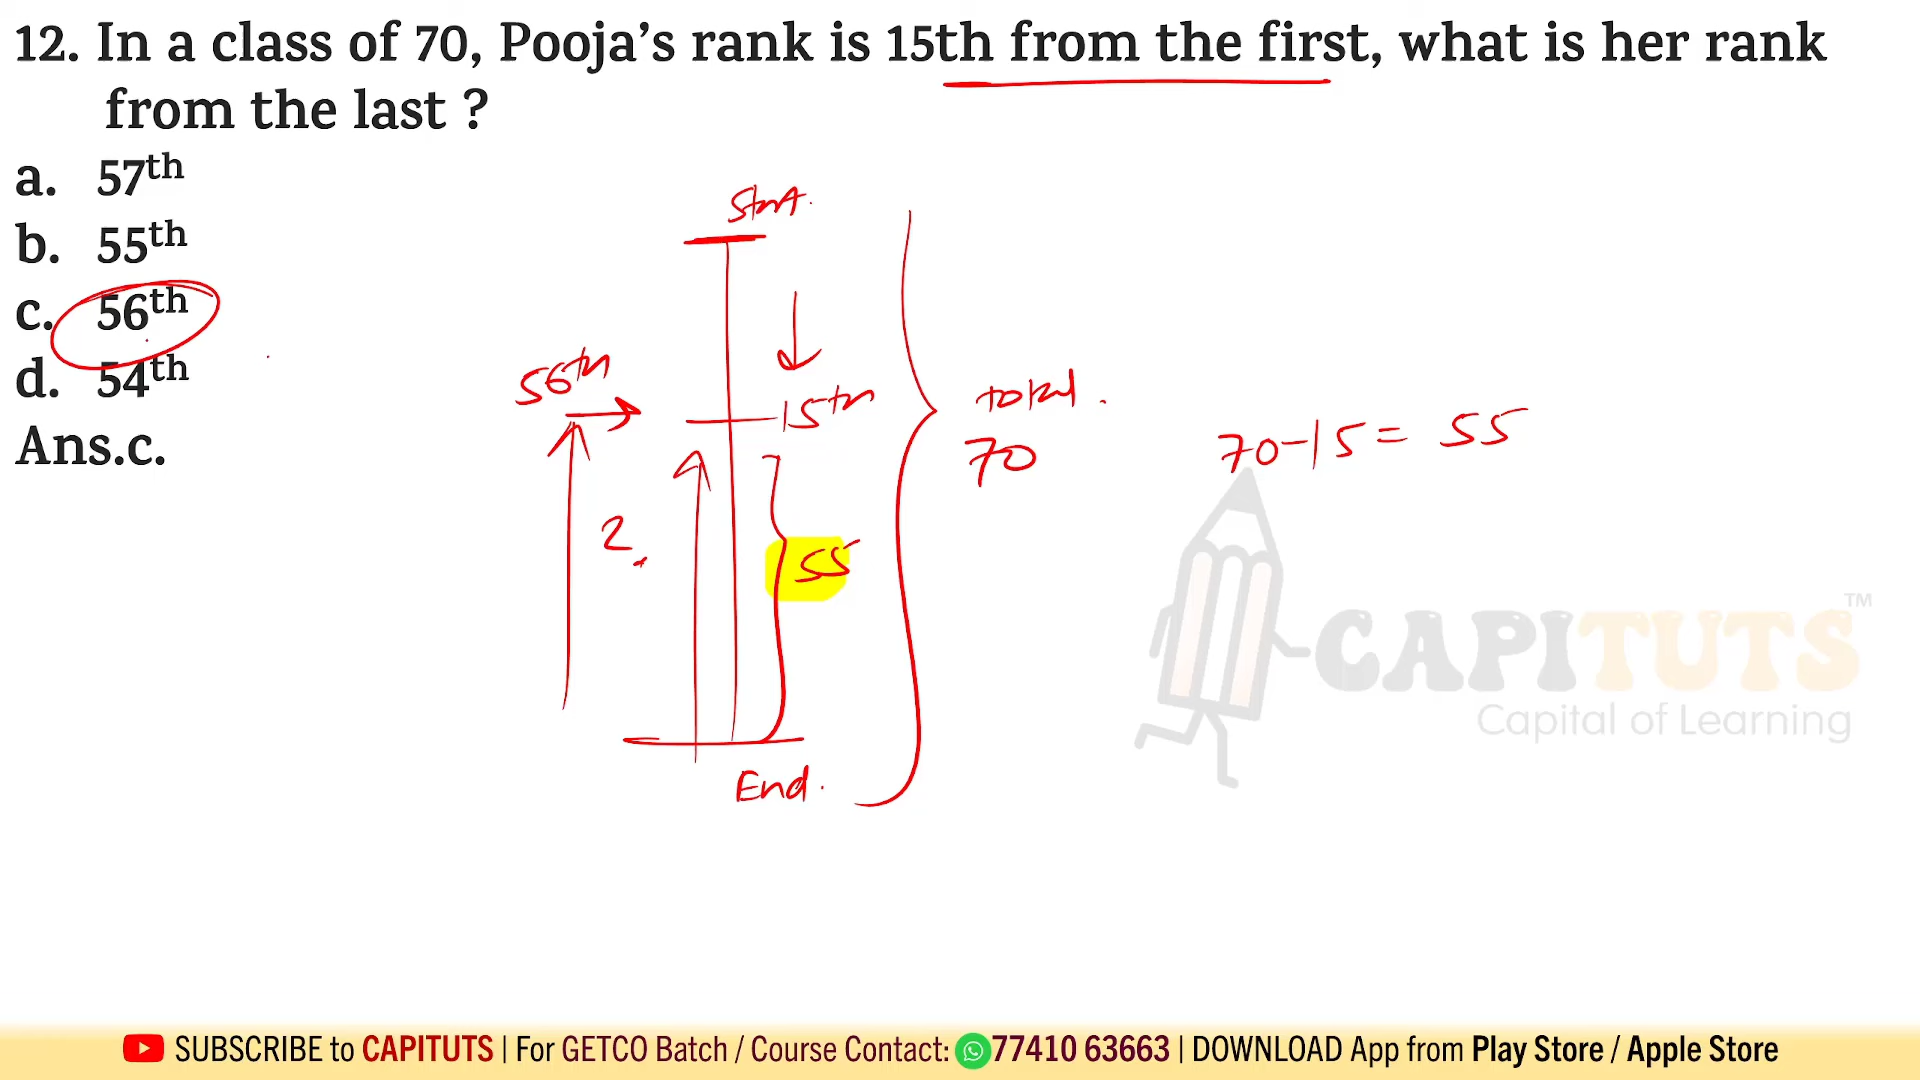 12. In a class of 70, Pooja’s rank is 15th from the first, what is her rank
from the last ?
a. 57th
b. 55th
c. 56th
d. 54th
Ans.c.
Start.
56th
15th
total.
70
70-15= 55
2.
55
End.
CAPITUTS™
Capital of Learning
SUBSCRIBE to CAPITUTS | For GETCO Batch / Course Contact: 77410 63663 | DOWNLOAD App from Play Store / Apple Store